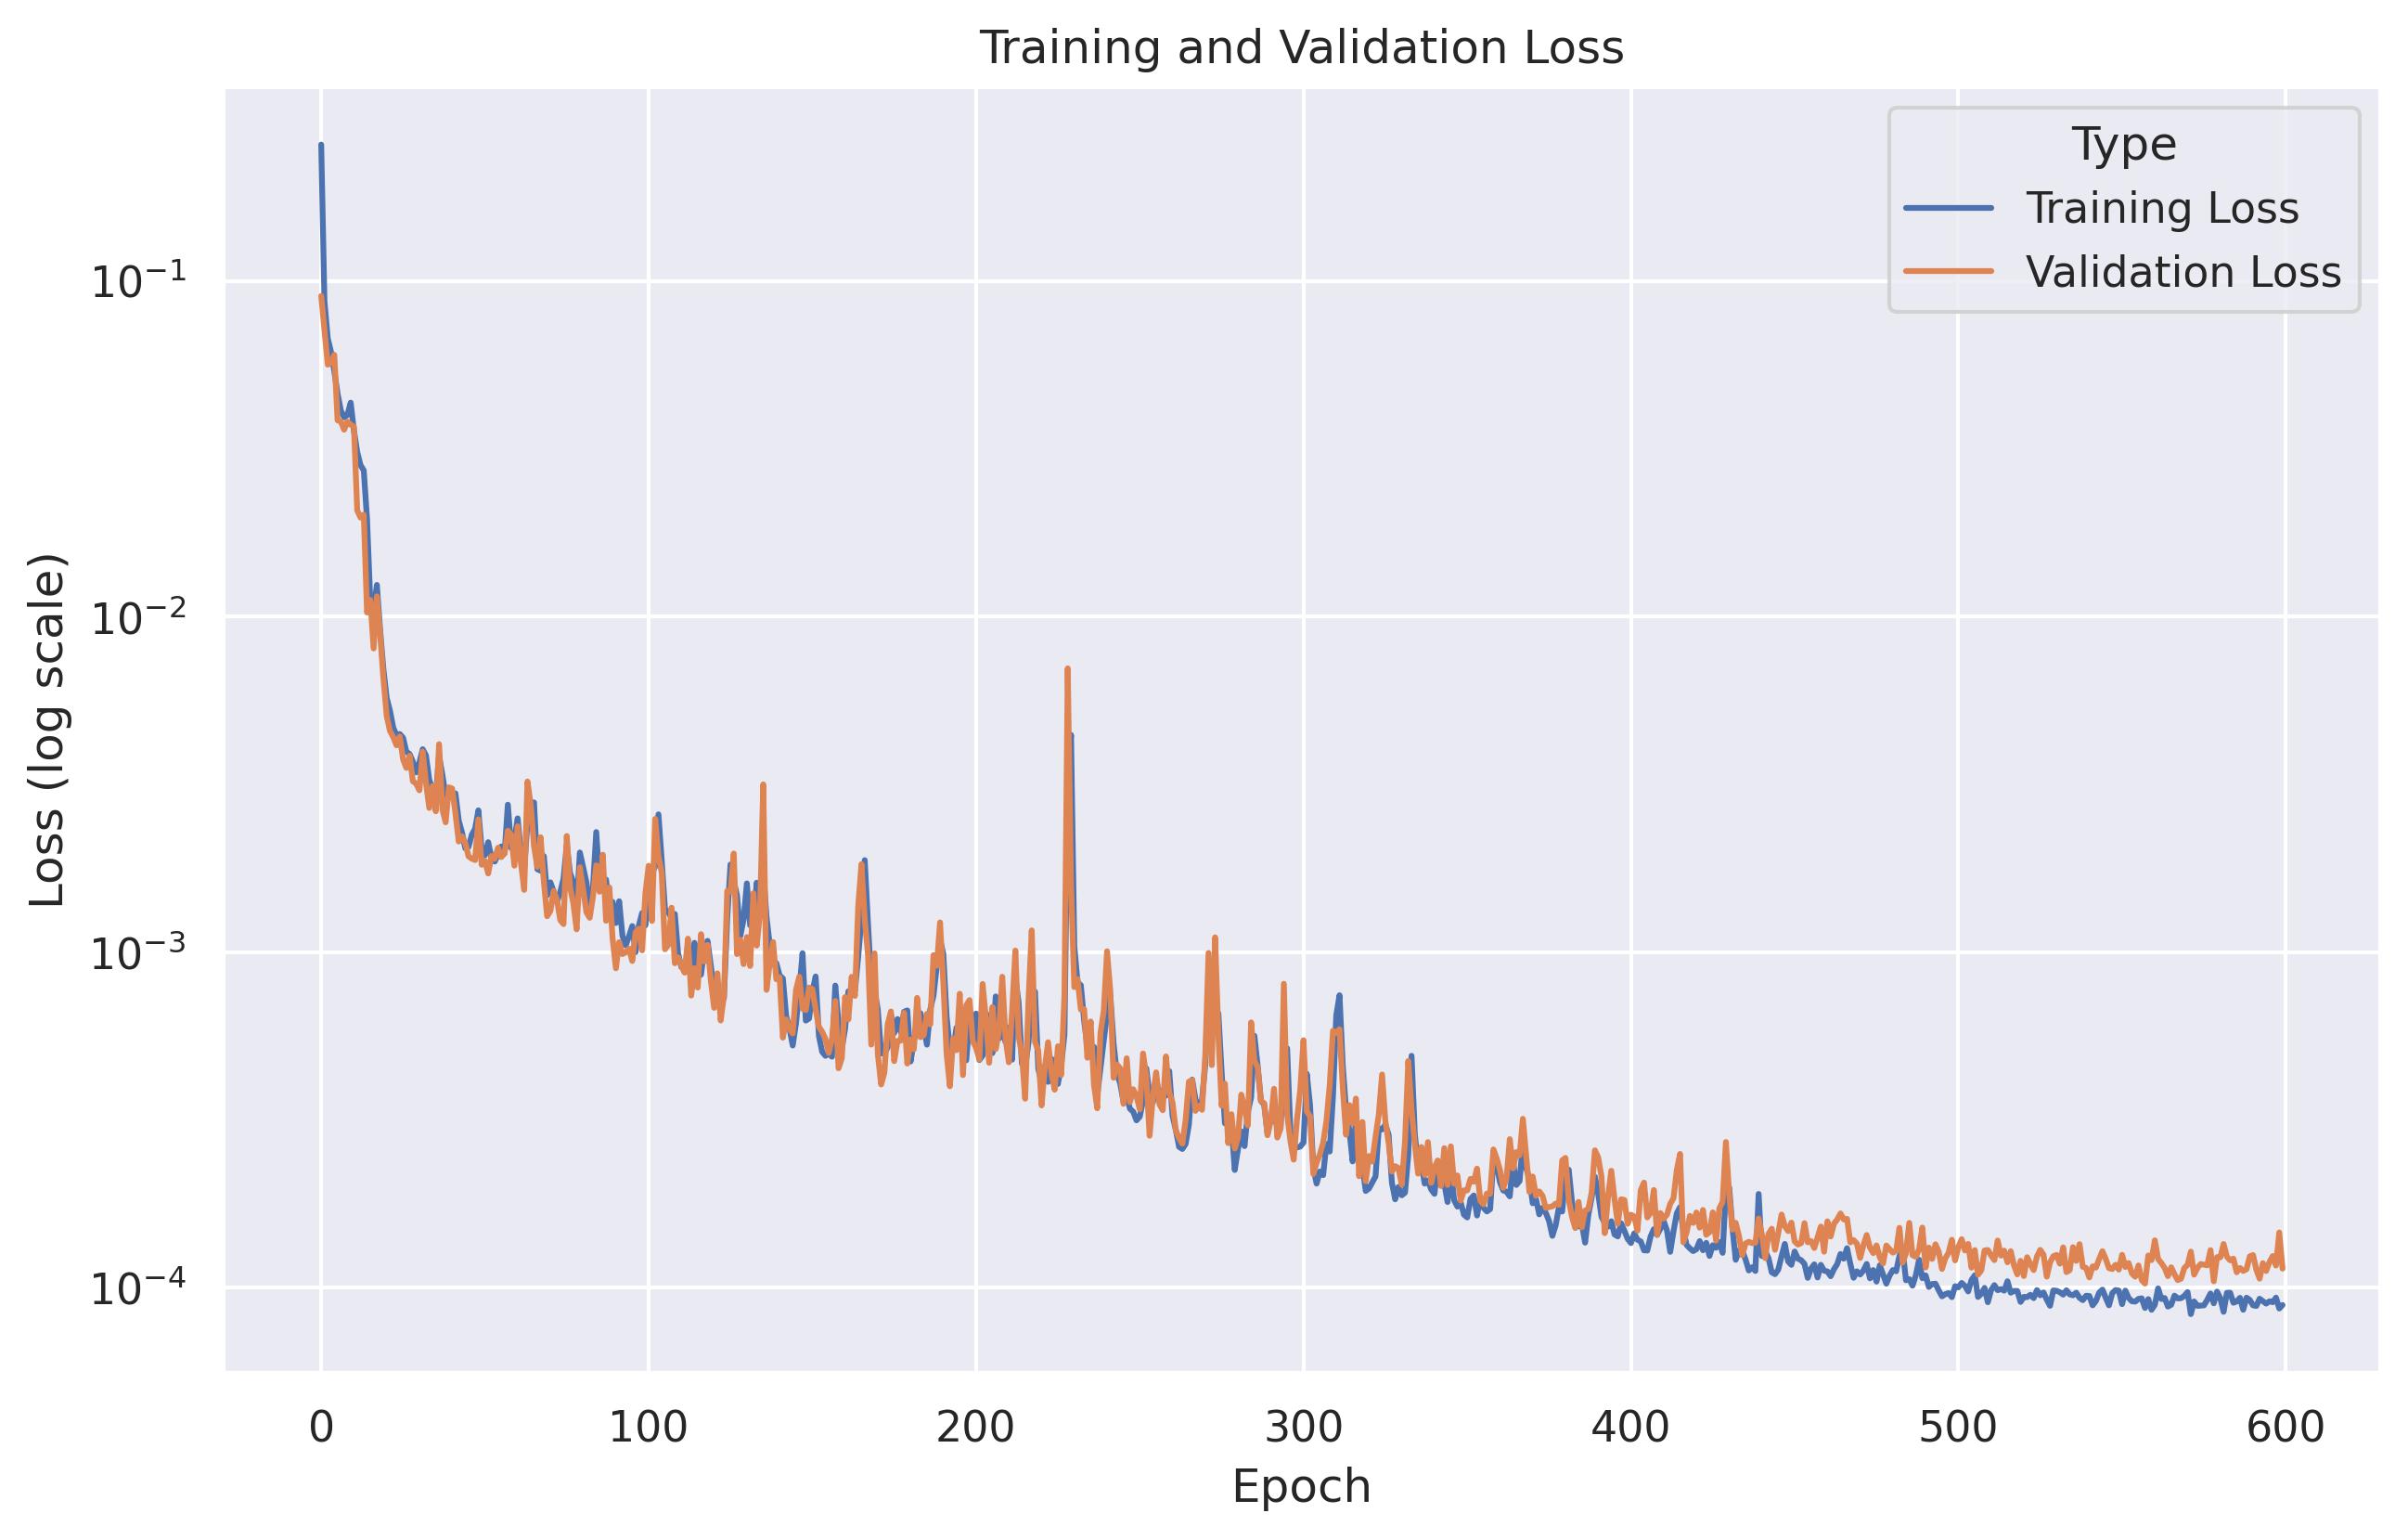 Training and Validation Loss
Type
Training Loss
Validation Loss
Loss (log scale)
10⁻¹
10⁻²
10⁻³
10⁻⁴
0 100 200 300 400 500 600
Epoch